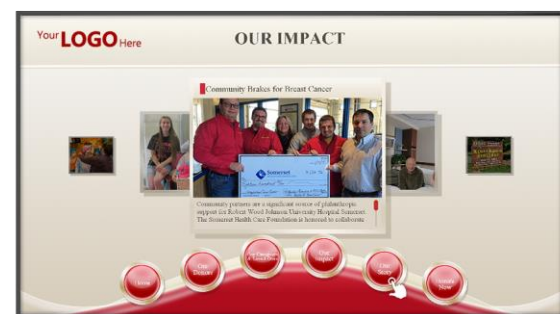 Your LOGO Here
OUR IMPACT
Community Brakes for Breast Cancer
Somerset
Community partners are a significant source of philanthropic
support for Robert Wood Johnson University Hospital Somerset.
The Somerset Health Care Foundation is honored to collaborate
Home
Our
Donors
Our
Impact
Our
Story
Now